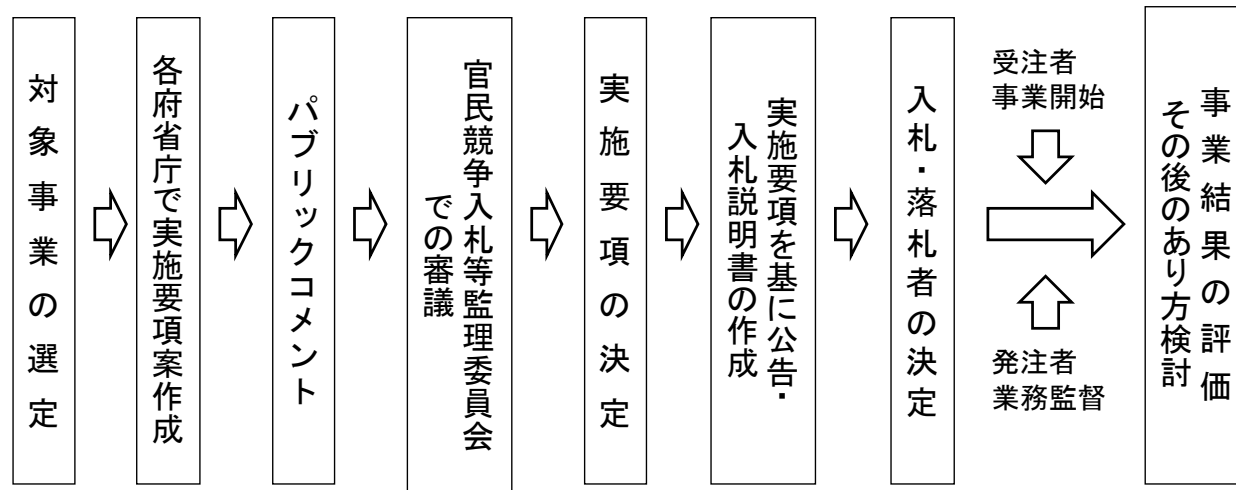 対象事業の選定
各府省庁で実施要項案作成
パブリックコメント
官民競争入札等監理委員会
での審議
実施要項の決定
実施要項を基に公告・
入札説明書の作成
入札・落札者の決定
受注者
事業開始
発注者
業務監督
事業結果の評価
その後のあり方検討